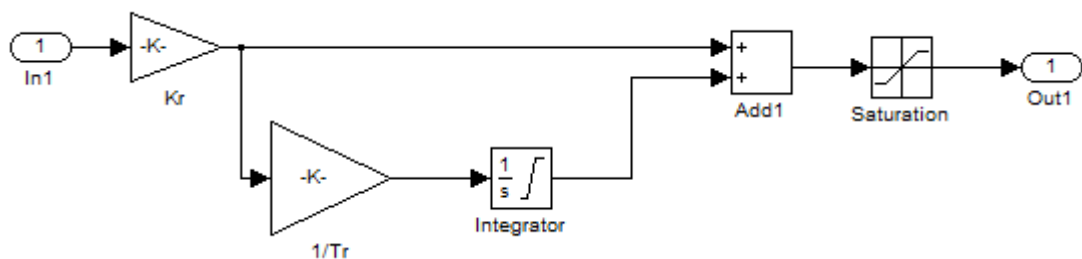 1
In1
-K-
Kr
+
+
Add1
Saturation
1
Out1
-K-
1/Tr
1
s
Integrator